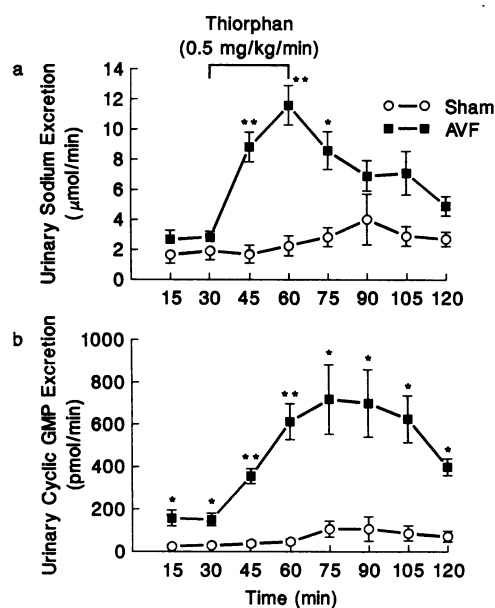 Thiorphan
(0.5 mg/kg/min)
a
Urinary Sodium Excretion
(μmol/min)
14
12
10
8
6
4
2
0
** ** *
Sham
AVF
15 30 45 60 75 90 105 120
b
Urinary Cyclic GMP Excretion
(pmol/min)
1000
800
600
400
200
0
* * ** ** * * * *
15 30 45 60 75 90 105 120
Time (min)